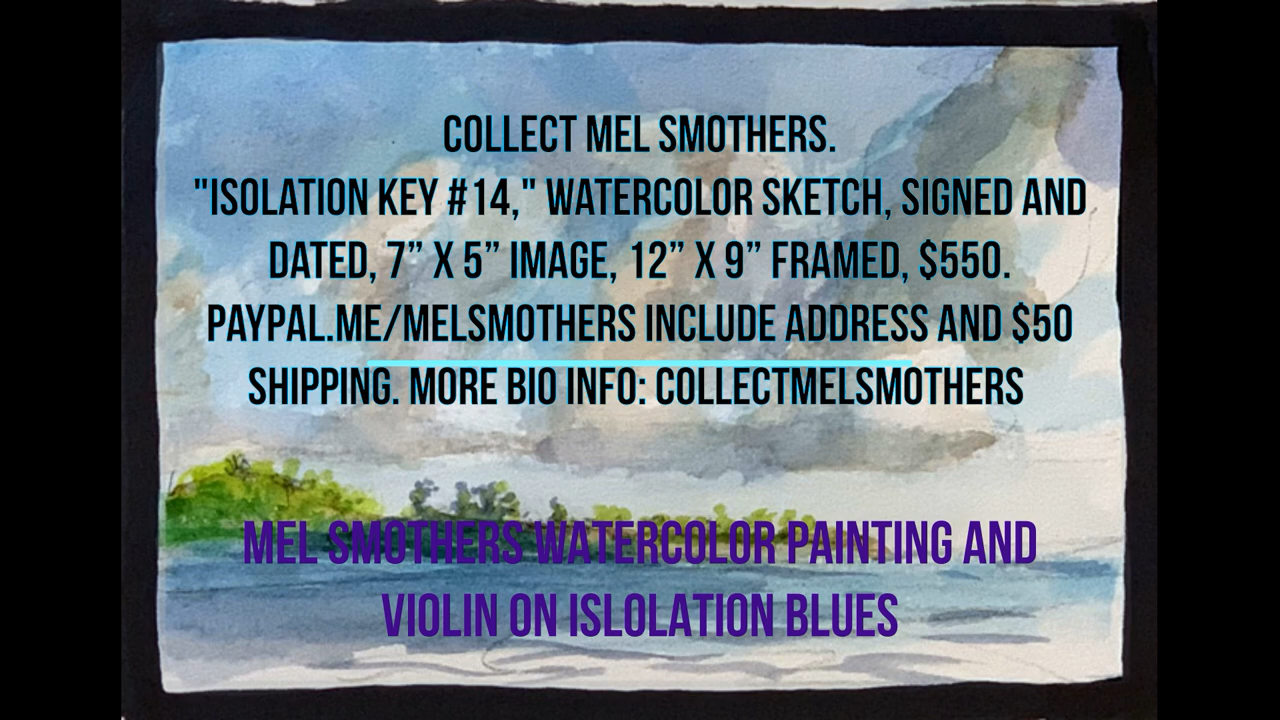 COLLECT MEL SMOTHERS.
"ISOLATION KEY #14," WATERCOLOR SKETCH, SIGNED AND
DATED, 7” X 5” IMAGE, 12” X 9” FRAMED, $550.
PAYPAL.ME/MELSMOTHERS INCLUDE ADDRESS AND $50
SHIPPING. MORE BIO INFO: COLLECTMELSMOTHERS
MEL SMOTHERS WATERCOLOR PAINTING AND
VIOLIN ON ISLOLATION BLUES